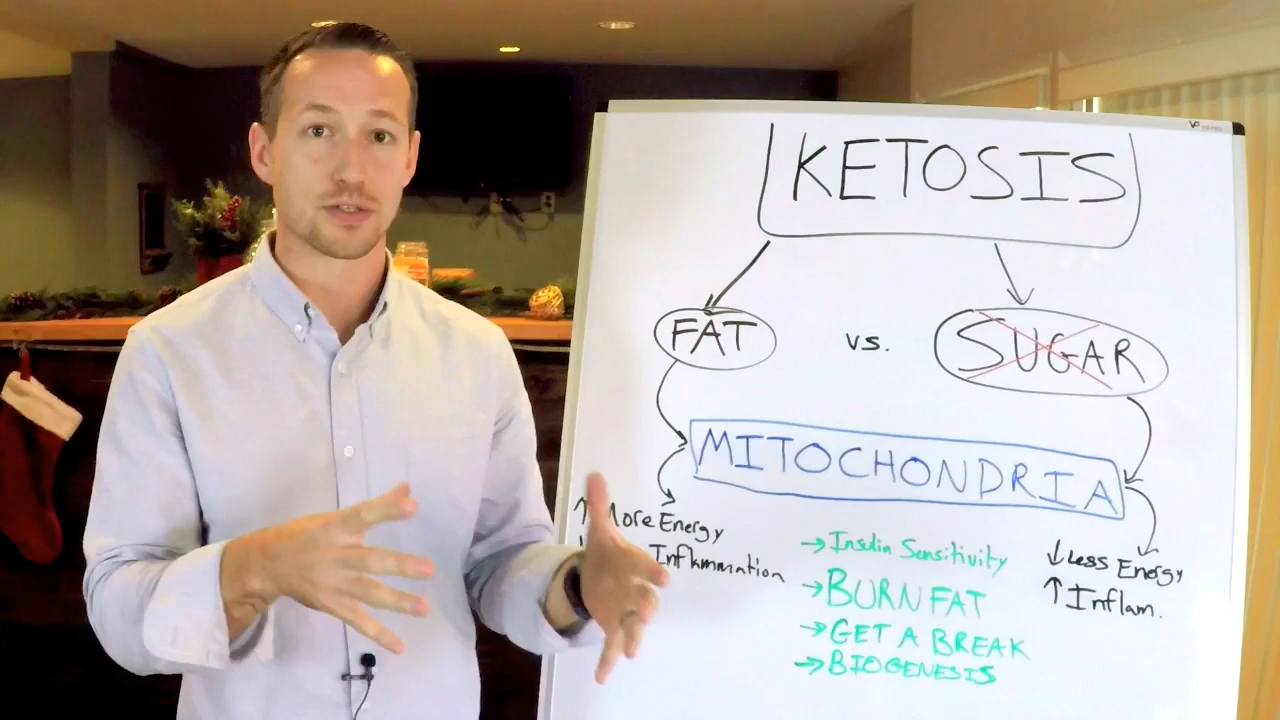 KETOSIS
FAT vs. SUGAR
MITOCHONDRIA
↑ More Energy
Inflammation
→ Insulin Sensitivity
→ BURN FAT
→ GET A BREAK
→ BIOGENESIS
↓ Less Energy
↑ Inflam.